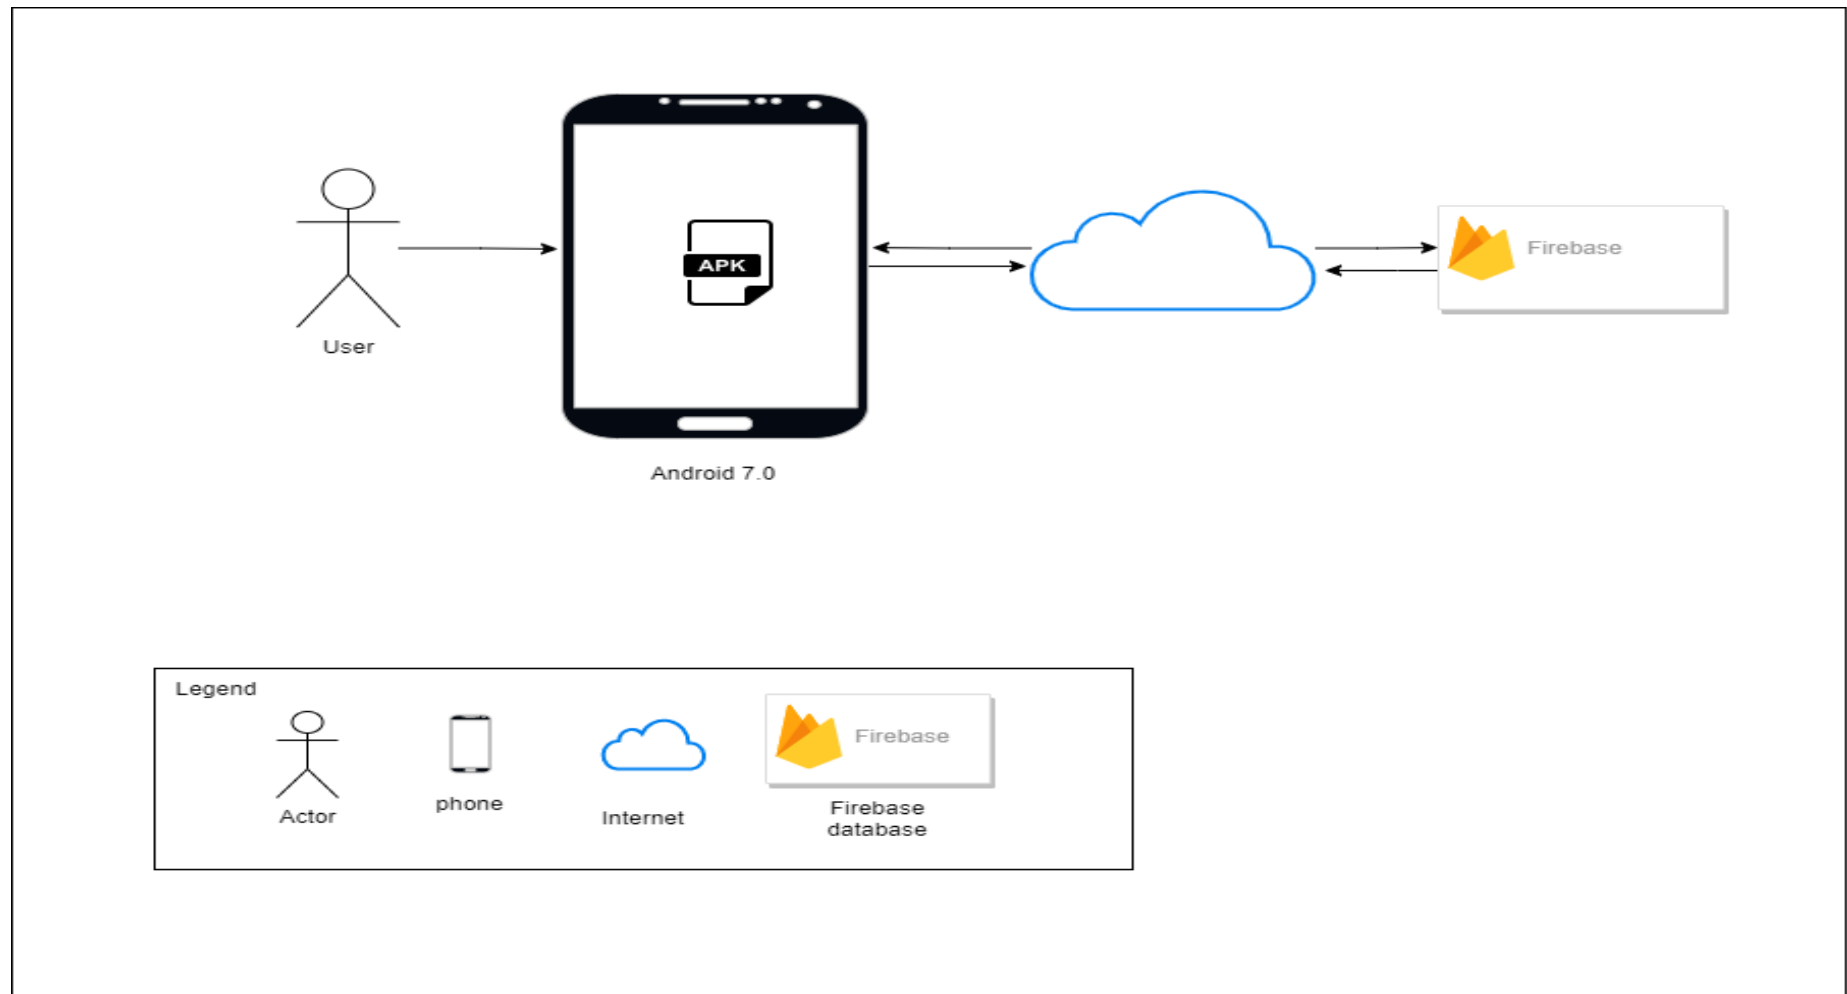 APK
Firebase
User
Android 7.0
Legend
Firebase
Actor
phone
Internet
Firebase
database